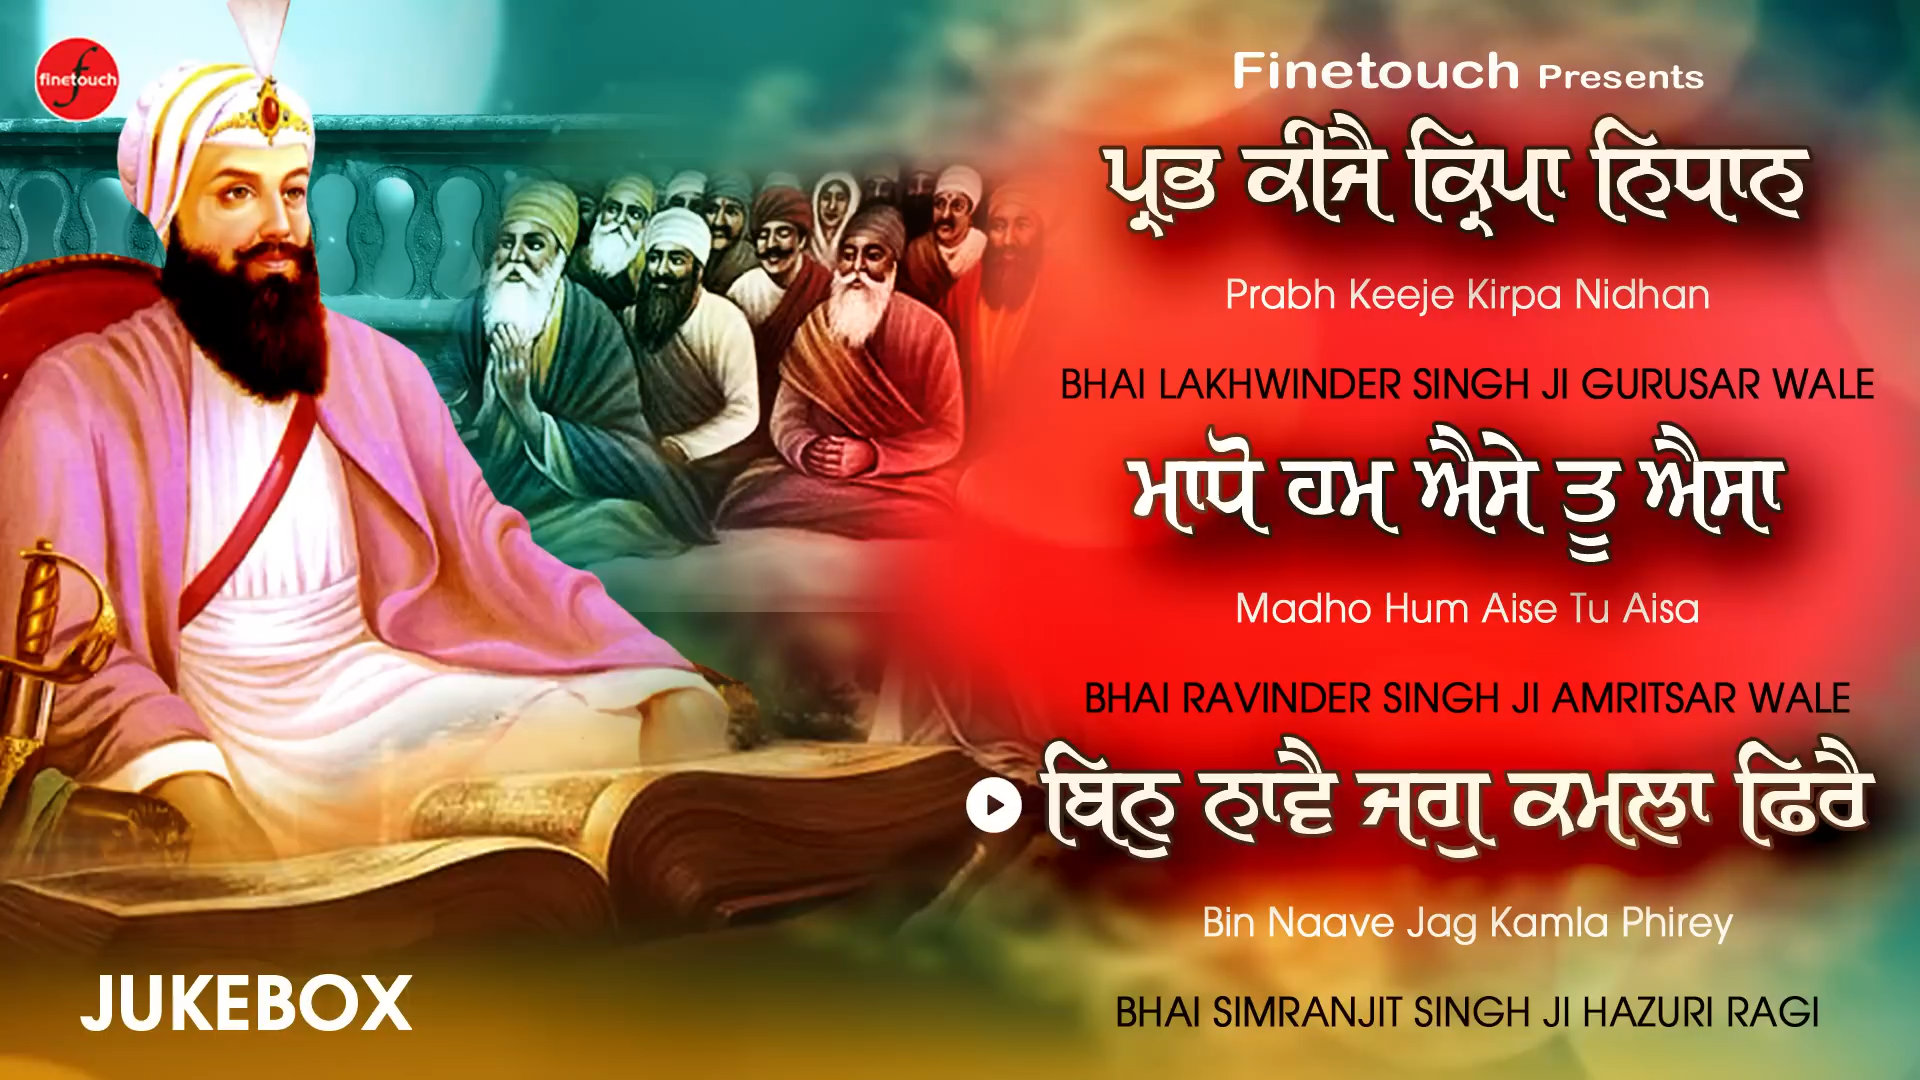 finetouch
Finetouch Presents
ਪ੍ਰਭ ਕੀਜੈ ਕ੍ਰਿਪਾ ਨਿਧਾਨ
Prabh Keeje Kirpa Nidhan
BHAI LAKHWINDER SINGH JI GURUSAR WALE
ਮਾਧੋ ਹਮ ਐਸੇ ਤੂ ਐਸਾ
Madho Hum Aise Tu Aisa
BHAI RAVINDER SINGH JI AMRITSAR WALE
ਬਿਨੁ ਨਾਵੈ ਜਗੁ ਕਮਲਾ ਫਿਰੈ
Bin Naave Jag Kamla Phirey
BHAI SIMRANJIT SINGH JI HAZURI RAGI
JUKEBOX